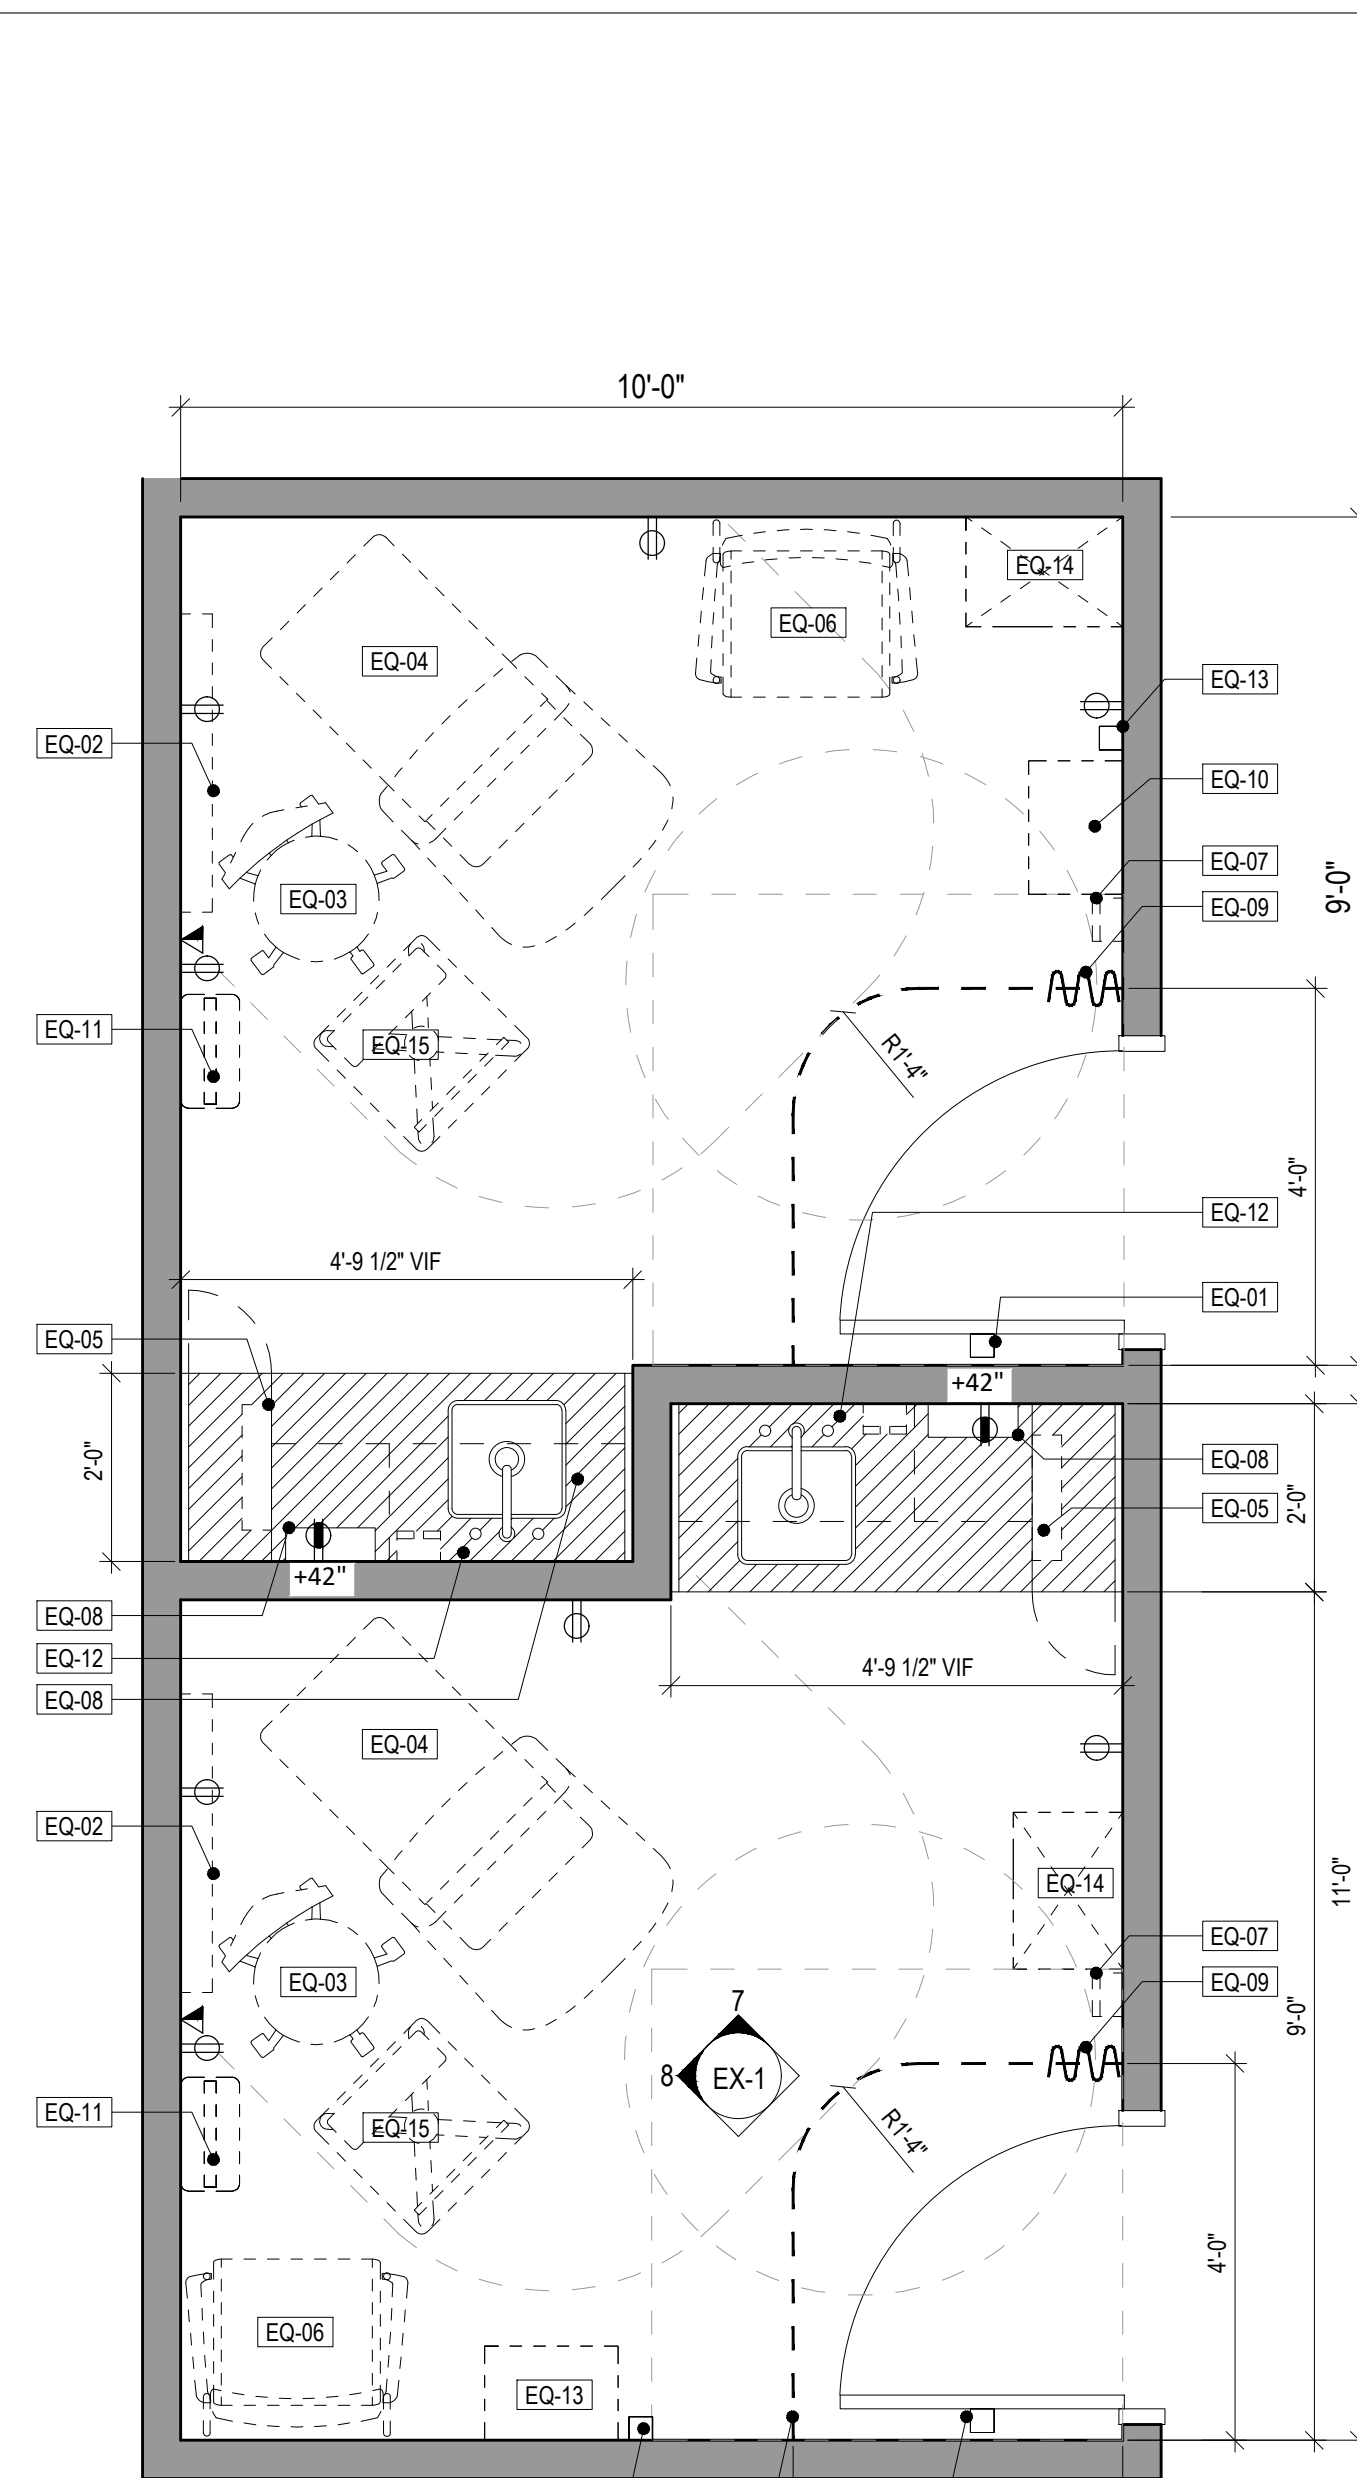 10'-0"
EQ-14
EQ-06
EQ-04
EQ-13
EQ-02
EQ-10
EQ-07
9'-0"
EQ-03
EQ-09
EQ-11
EQ-15
R1'-4"
4'-0"
EQ-12
4'-9 1/2" VIF
EQ-01
EQ-05
+42"
2'-0"
EQ-08
EQ-05
2'-0"
+42"
EQ-08
EQ-12
EQ-08
4'-9 1/2" VIF
EQ-04
EQ-02
EQ-14
11'-0"
EQ-07
EQ-03
EQ-09
7
9'-0"
8
EX-1
EQ-11
EQ-15
R1'-4"
4'-0"
EQ-06
EQ-13